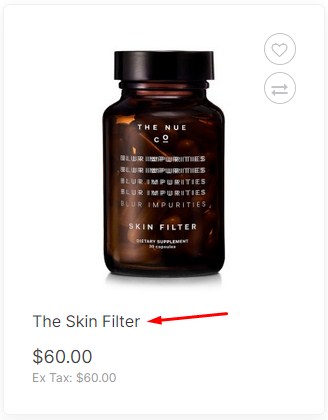 THE NUE
CO
BLUR IMPURITIES
BLUR IMPURITIES
BLUR IMPURITIES
BLUR IMPURITIES
BLUR IMPURITIES
SKIN FILTER
DIETARY SUPPLEMENT
30 capsules
The Skin Filter
$60.00
Ex Tax: $60.00